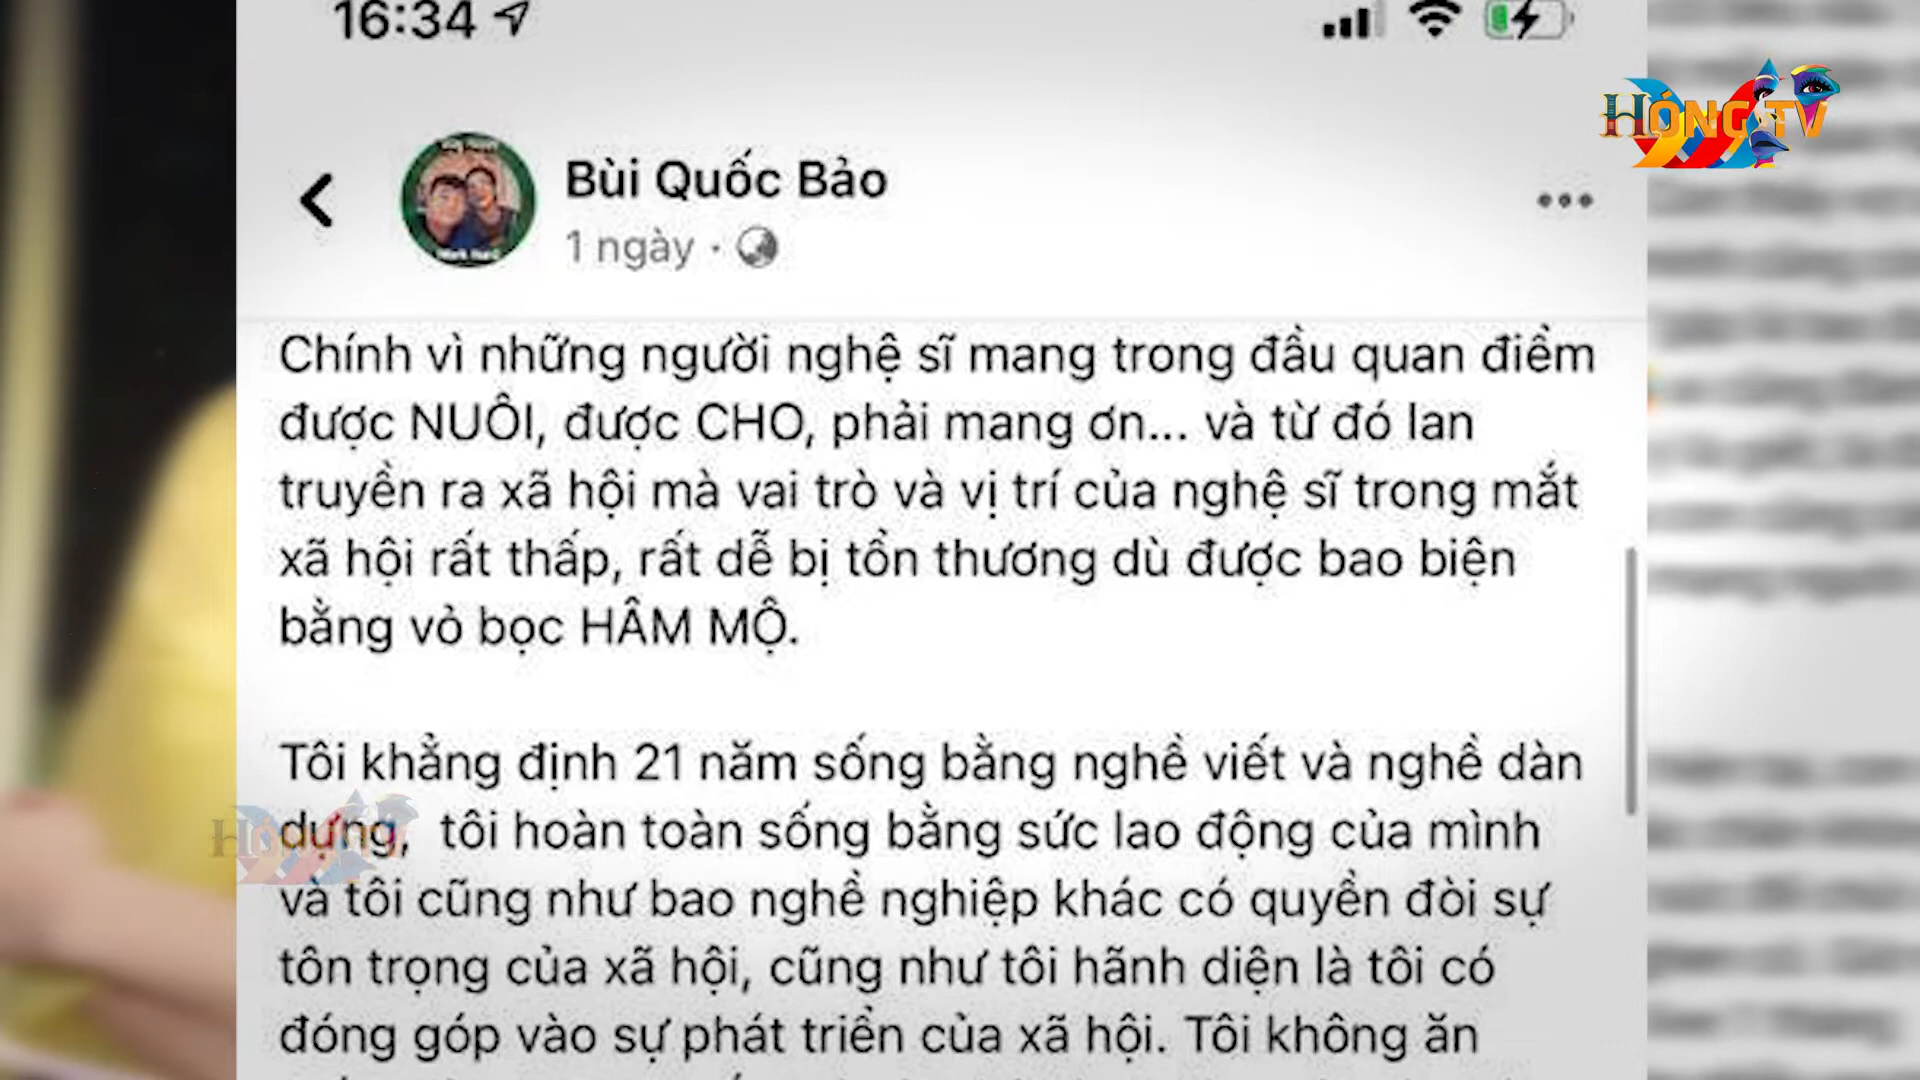 16:34
HÓNG TV
Bùi Quốc Bảo
1 ngày ·
Chính vì những người nghệ sĩ mang trong đầu quan điểm
được NUÔI, được CHO, phải mang ơn... và từ đó lan
truyền ra xã hội mà vai trò và vị trí của nghệ sĩ trong mắt
xã hội rất thấp, rất dễ bị tổn thương dù được bao biện
bằng vỏ bọc HÂM MỘ.
Tôi khẳng định 21 năm sống bằng nghề viết và nghề dàn
dựng, tôi hoàn toàn sống bằng sức lao động của mình
và tôi cũng như bao nghề nghiệp khác có quyền đòi sự
tôn trọng của xã hội, cũng như tôi hãnh diện là tôi có
đóng góp vào sự phát triển của xã hội. Tôi không ăn